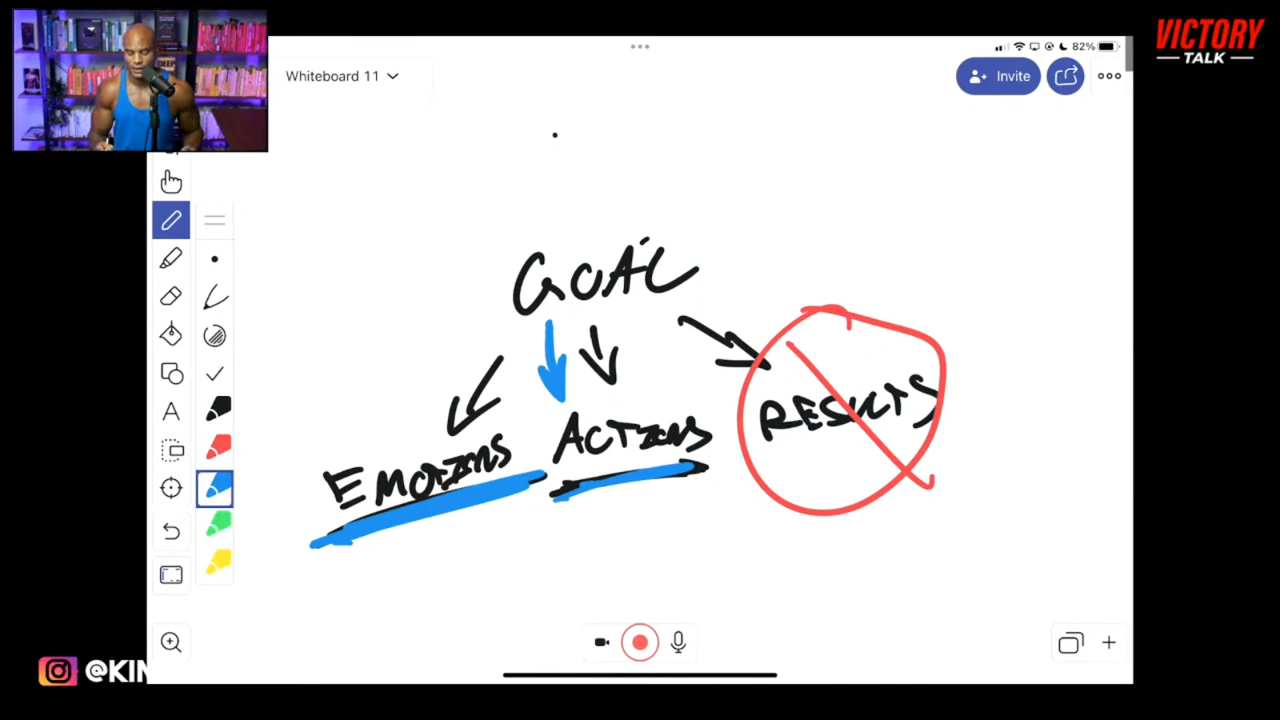 VICTORY
TALK
82%
Whiteboard 11
Invite
GOAL
EMOTIONS
ACTIONS
RESULTS
A
@KIN